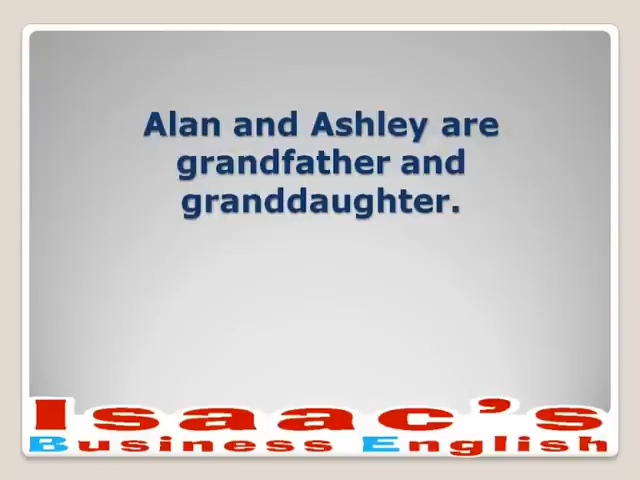 Alan and Ashley are
grandfather and
granddaughter.
Isaac's
Business English